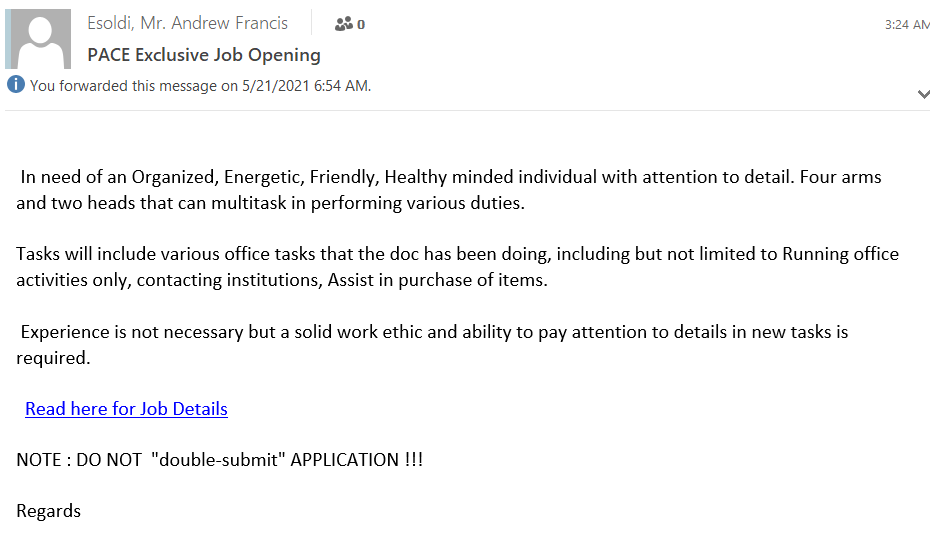 Esoldi, Mr. Andrew Francis 0 3:24 AM
PACE Exclusive Job Opening
i You forwarded this message on 5/21/2021 6:54 AM.
In need of an Organized, Energetic, Friendly, Healthy minded individual with attention to detail. Four arms
and two heads that can multitask in performing various duties.
Tasks will include various office tasks that the doc has been doing, including but not limited to Running office
activities only, contacting institutions, Assist in purchase of items.
Experience is not necessary but a solid work ethic and ability to pay attention to details in new tasks is
required.
Read here for Job Details
NOTE : DO NOT "double-submit" APPLICATION !!!
Regards